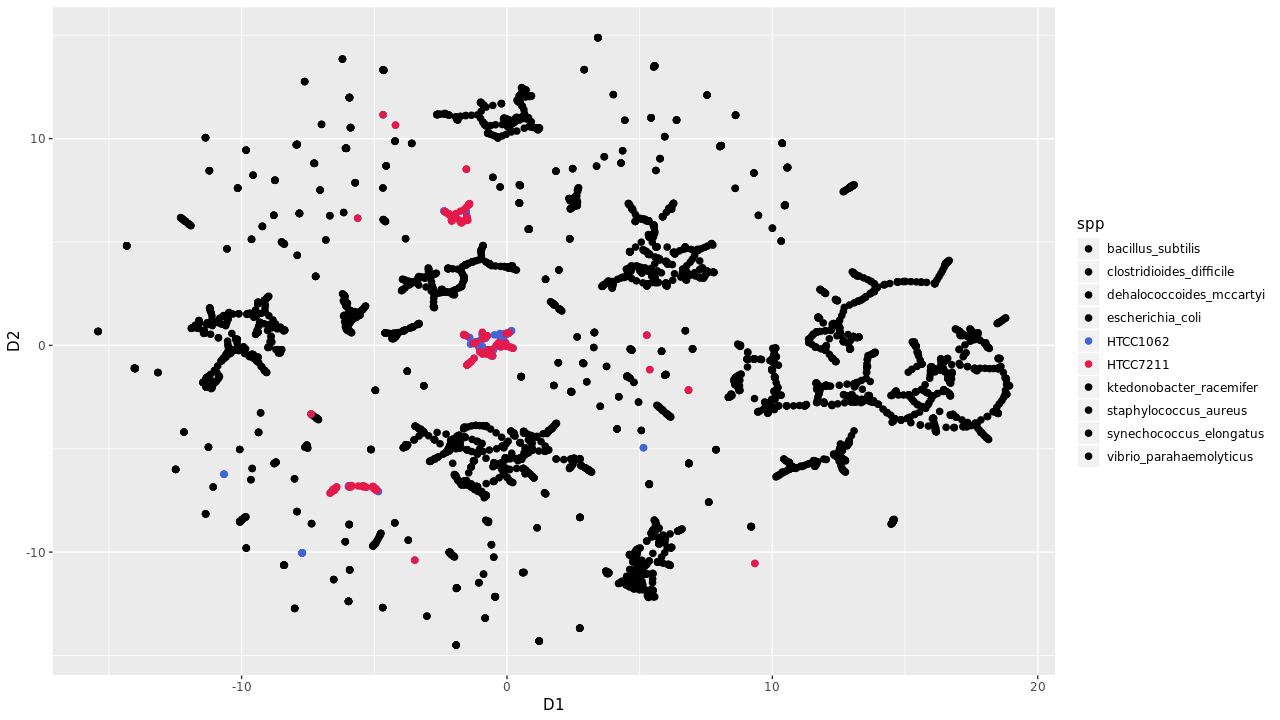 10
0
-10
D2
-10
0
10
20
D1
spp
bacillus_subtilis
clostridioides_difficile
dehalococcoides_mccartyi
escherichia_coli
HTCC1062
HTCC7211
ktedonobacter_racemifer
staphylococcus_aureus
synechococcus_elongatus
vibrio_parahaemolyticus